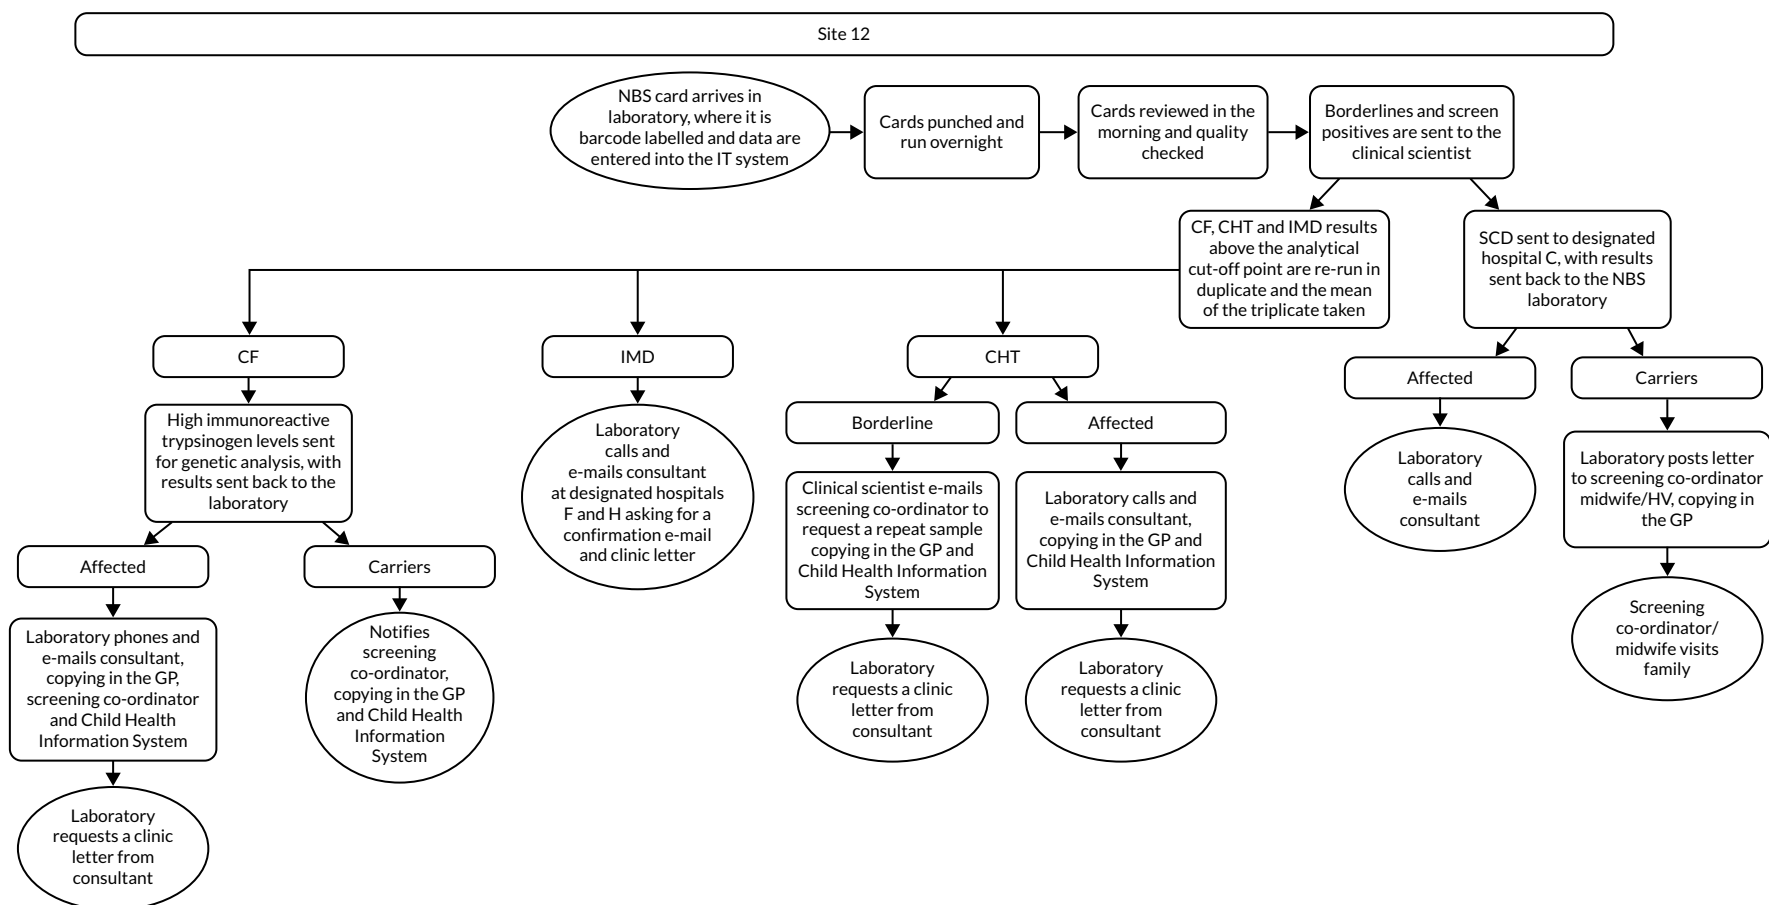 Site 12
NBS card arrives in
laboratory, where it is
barcode labelled and data are
entered into the IT system
Cards punched and
run overnight
Cards reviewed in the
morning and quality
checked
Borderlines and screen
positives are sent to the
clinical scientist
CF, CHT and IMD results
above the analytical
cut-off point are re-run in
duplicate and the mean
of the triplicate taken
SCD sent to designated
hospital C, with results
sent back to the NBS
laboratory
CF
IMD
CHT
Affected
Carriers
High immunoreactive
trypsinogen levels sent
for genetic analysis, with
results sent back to the
laboratory
Laboratory
calls and
e-mails consultant
at designated hospitals
F and H asking for a
confirmation e-mail
and clinic letter
Borderline
Affected
Laboratory
calls and
e-mails
consultant
Laboratory posts letter
to screening co-ordinator
midwife/HV, copying in
the GP
Clinical scientist e-mails
screening co-ordinator to
request a repeat sample
copying in the GP and
Child Health Information
System
Laboratory calls and
e-mails consultant,
copying in the GP and
Child Health Information
System
Affected
Carriers
Screening
co-ordinator/
midwife visits
family
Laboratory phones and
e-mails consultant,
copying in the GP,
screening co-ordinator
and Child Health
Information System
Notifies
screening
co-ordinator,
copying in the GP
and Child Health
Information
System
Laboratory
requests a clinic
letter from
consultant
Laboratory
requests a clinic
letter from
consultant
Laboratory
requests a clinic
letter from
consultant